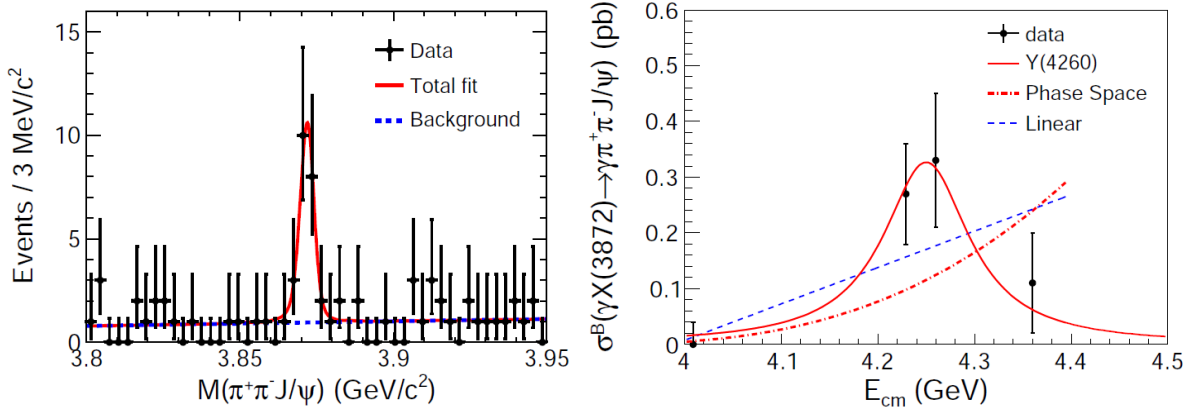 Events / 3 MeV/c²
15
10
5
0
Data
Total fit
Background
3.8
3.85
3.9
3.95
M(π⁺π⁻J/ψ) (GeV/c²)
σᴮ(γX(3872)→γπ⁺π⁻J/ψ) (pb)
0.6
0.5
0.4
0.3
0.2
0.1
0
data
Y(4260)
Phase Space
Linear
4
4.1
4.2
4.3
4.4
4.5
E_cm (GeV)